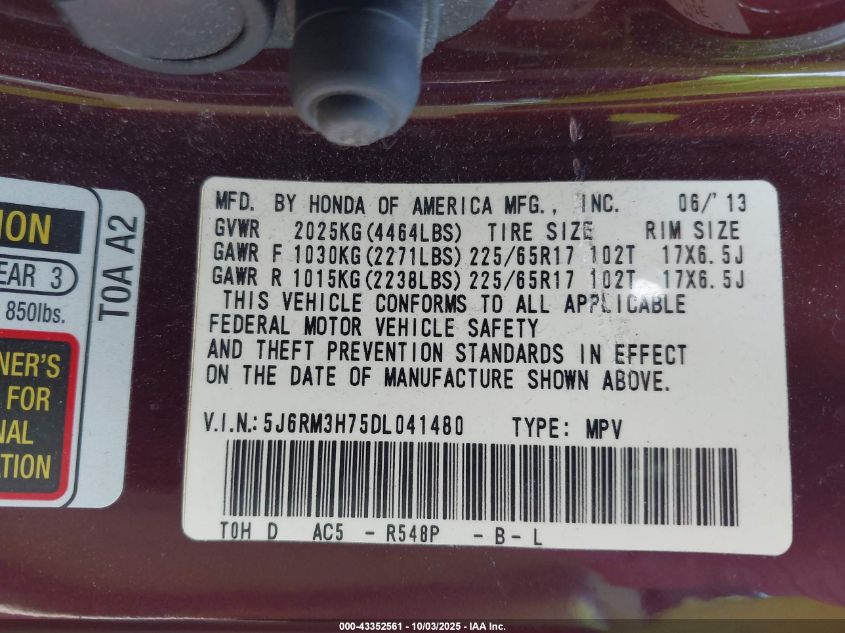 MFD. BY HONDA OF AMERICA MFG., INC. 06/'13
GVWR 2025KG(4464LBS) TIRE SIZE RIM SIZE
GAWR F 1030KG(2271LBS) 225/65R17 102T 17X6.5J
GAWR R 1015KG(2238LBS) 225/65R17 102T 17X6.5J
THIS VEHICLE CONFORMS TO ALL APPLICABLE
FEDERAL MOTOR VEHICLE SAFETY
AND THEFT PREVENTION STANDARDS IN EFFECT
ON THE DATE OF MANUFACTURE SHOWN ABOVE.
V.I.N.: 5J6RM3H75DL041480 TYPE: MPV
T0H D AC5 - R548P - B - L
ION
EAR 3
850lbs.
T0A A2
NER'S
FOR
NAL
ATION
000-43352561 - 10/03/2025 - IAA Inc.